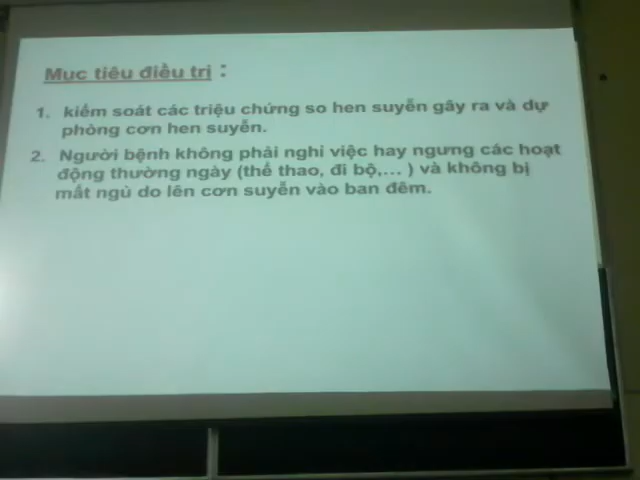 Mục tiêu điều trị :
1. kiểm soát các triệu chứng so hen suyễn gây ra và dự
phòng cơn hen suyễn.
2. Người bệnh không phải nghỉ việc hay ngưng các hoạt
động thường ngày (thể thao, đi bộ,... ) và không bị
mất ngủ do lên cơn suyễn vào ban đêm.